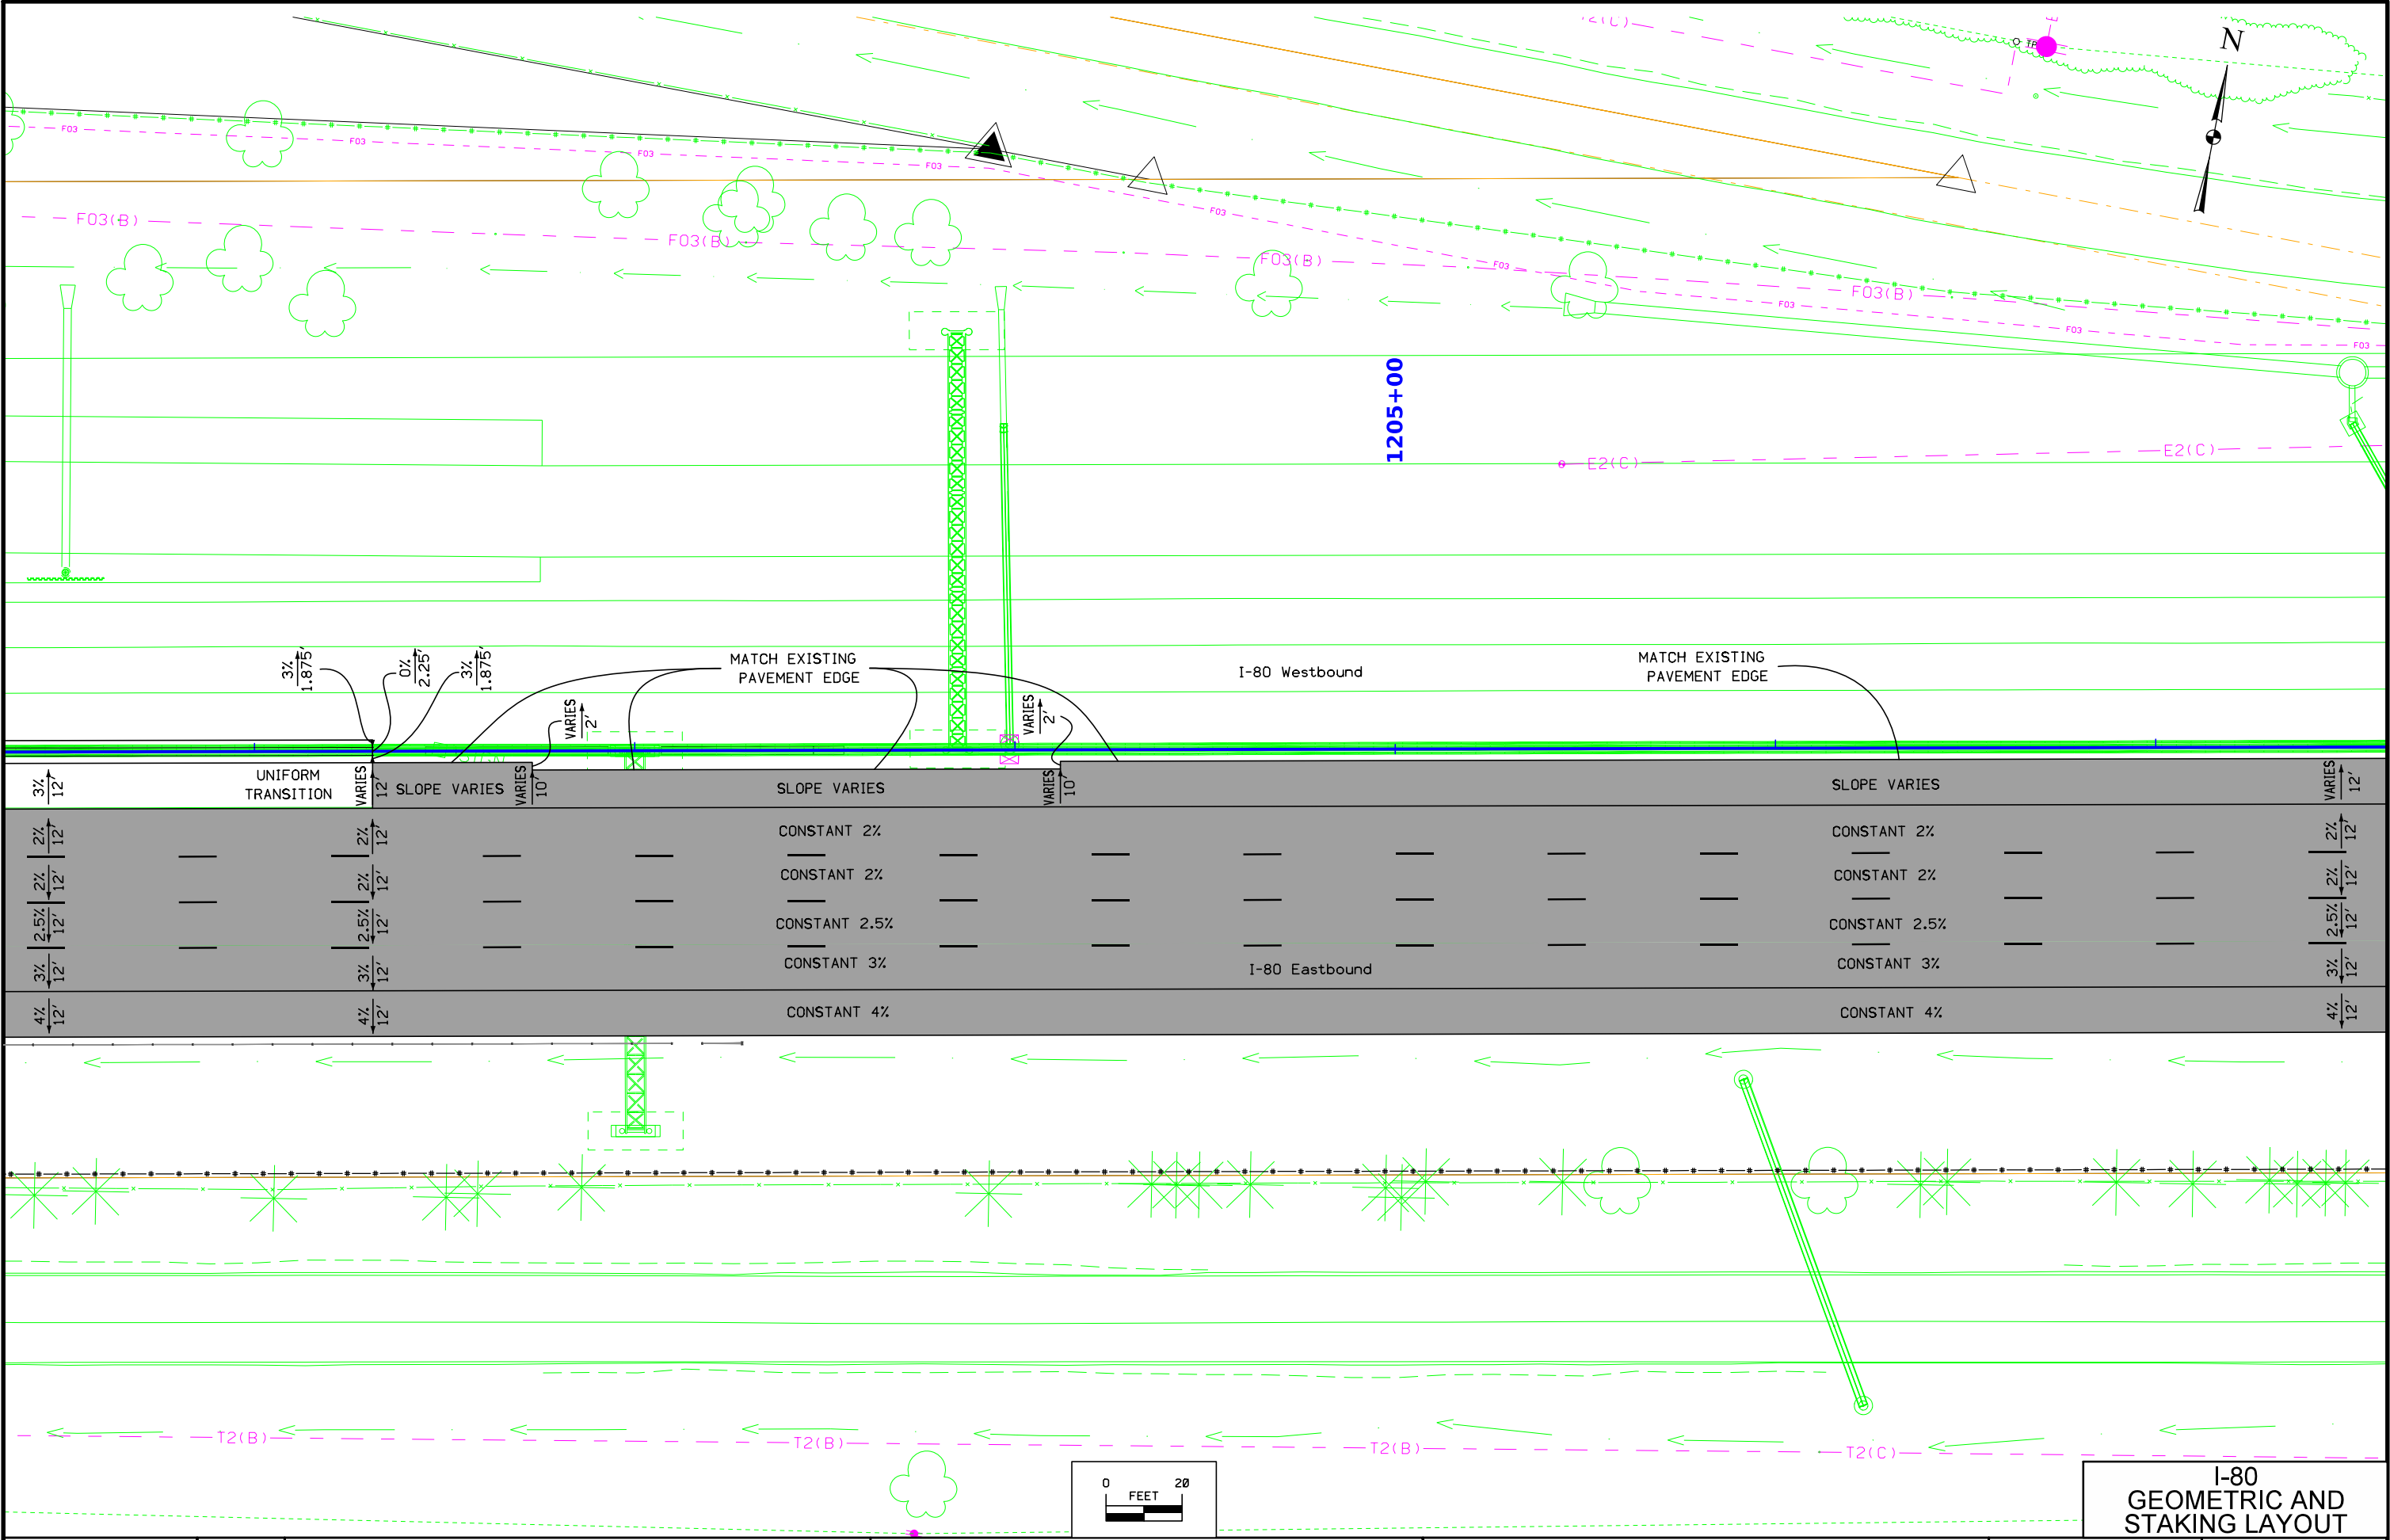 T2(C)
TP
N
F03
F03
F03
F03
F03
F03
F03
F03
F03
F03(B)
F03(B)
F03(B)
F03(B)
1205+00
E2(C)
E2(C)
3%
1.875'
0%
2.25'
3%
1.875'
MATCH EXISTING
PAVEMENT EDGE
I-80 Westbound
MATCH EXISTING
PAVEMENT EDGE
VARIES
2'
VARIES
2'
3%
12'
UNIFORM
TRANSITION
VARIES
12'
SLOPE VARIES
VARIES
10'
SLOPE VARIES
VARIES
10'
SLOPE VARIES
VARIES
12'
2%
12'
2%
12'
CONSTANT 2%
CONSTANT 2%
2%
12'
2%
12'
2%
12'
CONSTANT 2%
CONSTANT 2%
2%
12'
2.5%
12'
2.5%
12'
CONSTANT 2.5%
CONSTANT 2.5%
2.5%
12'
3%
12'
3%
12'
CONSTANT 3%
I-80 Eastbound
CONSTANT 3%
3%
12'
4%
12'
4%
12'
CONSTANT 4%
CONSTANT 4%
4%
12'
T2(B)
T2(B)
T2(B)
T2(C)
0 20
FEET
I-80
GEOMETRIC AND
STAKING LAYOUT